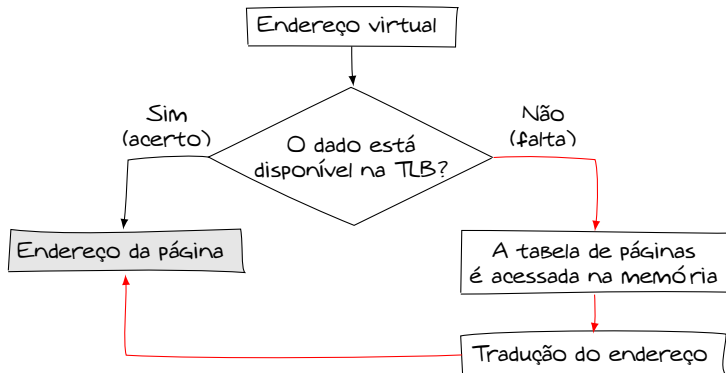 Endereço virtual
Sim
(acerto)
Não
(falta)
O dado está
disponível na TLB?
Endereço da página
A tabela de páginas
é acessada na memória
Tradução do endereço